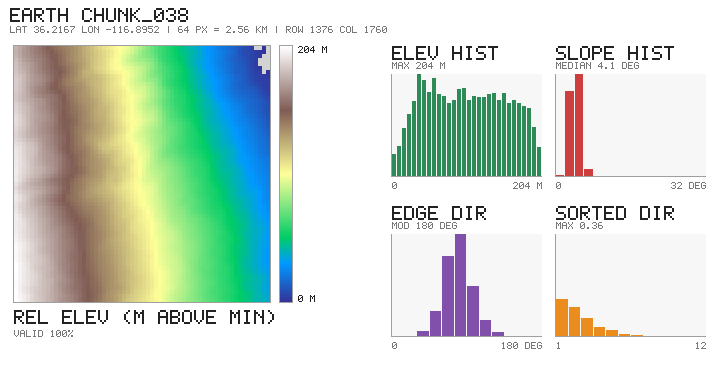 EARTH CHUNK_038
LAT 36.2167 LON -116.8952 | 64 PX = 2.56 KM | ROW 1376 COL 1760
204 M
0 M
REL ELEV (M ABOVE MIN)
VALID 100%
ELEV HIST
MAX 204 M
0 204 M
SLOPE HIST
MEDIAN 4.1 DEG
0 32 DEG
EDGE DIR
MOD 180 DEG
0 180 DEG
SORTED DIR
MAX 0.36
1 12